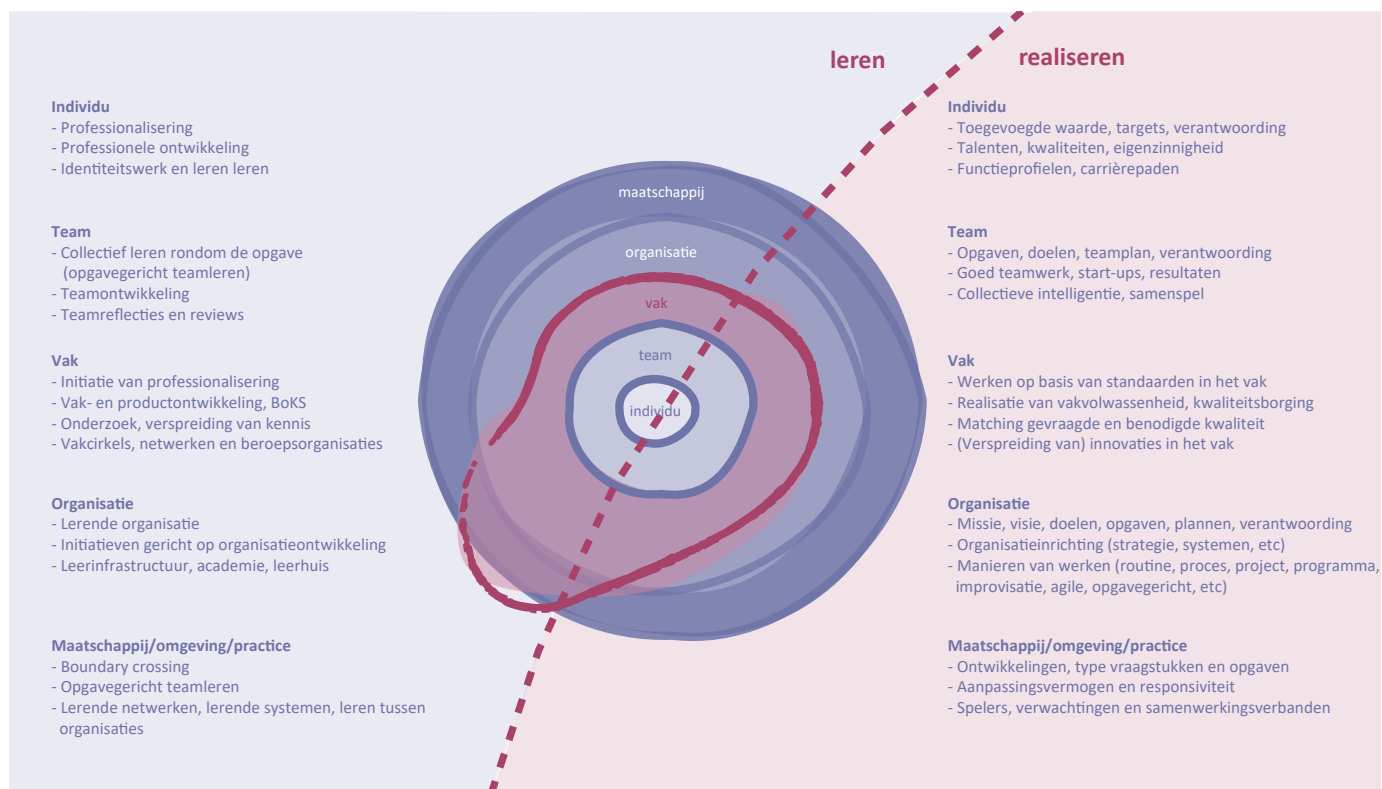 leren
realiseren
Individu
- Professionalisering
- Professionele ontwikkeling
- Identiteitswerk en leren leren
Team
- Collectief leren rondom de opgave
(opgavegericht teamleren)
- Teamontwikkeling
- Teamreflecties en reviews
Vak
- Initiatie van professionalisering
- Vak- en productontwikkeling, BoKS
- Onderzoek, verspreiding van kennis
- Vakcirkels, netwerken en beroepsorganisaties
Organisatie
- Lerende organisatie
- Initiatieven gericht op organisatieontwikkeling
- Leerinfrastructuur, academie, leerhuis
Maatschappij/omgeving/practice
- Boundary crossing
- Opgavegericht teamleren
- Lerende netwerken, lerende systemen, leren tussen
organisaties
maatschappij
organisatie
vak
team
individu
Individu
- Toegevoegde waarde, targets, verantwoording
- Talenten, kwaliteiten, eigenzinnigheid
- Functieprofielen, carrièrepaden
Team
- Opgaven, doelen, teamplan, verantwoording
- Goed teamwerk, start-ups, resultaten
- Collectieve intelligentie, samenspel
Vak
- Werken op basis van standaarden in het vak
- Realisatie van vakvolwassenheid, kwaliteitsborging
- Matching gevraagde en benodigde kwaliteit
- (Verspreiding van) innovaties in het vak
Organisatie
- Missie, visie, doelen, opgaven, plannen, verantwoording
- Organisatieinrichting (strategie, systemen, etc)
- Manieren van werken (routine, proces, project, programma,
improvisatie, agile, opgavegericht, etc)
Maatschappij/omgeving/practice
- Ontwikkelingen, type vraagstukken en opgaven
- Aanpassingsvermogen en responsiviteit
- Spelers, verwachtingen en samenwerkingsverbanden